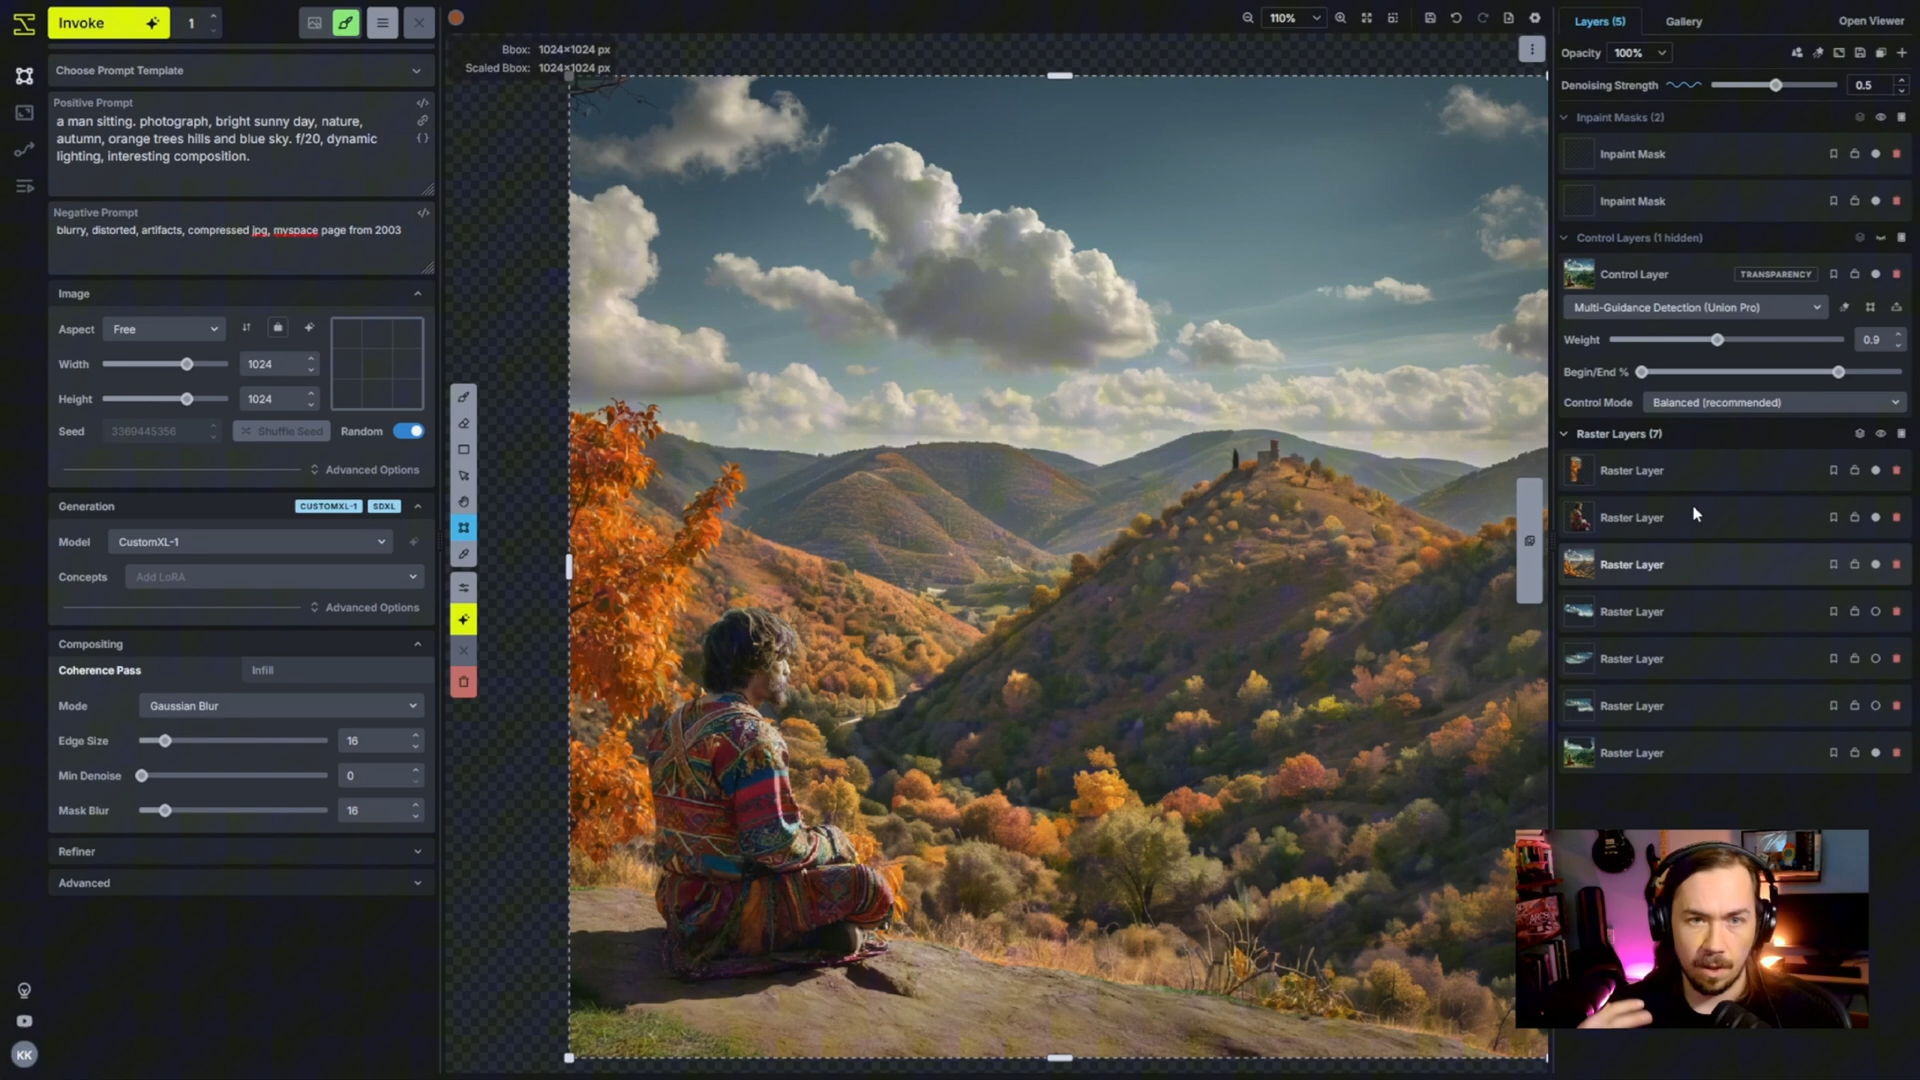 Invoke
1
110%
Bbox: 1024×1024 px
Scaled Bbox: 1024×1024 px
Choose Prompt Template
Positive Prompt
a man sitting. photograph, bright sunny day, nature,
autumn, orange trees hills and blue sky. f/20, dynamic
lighting, interesting composition.
Negative Prompt
blurry, distorted, artifacts, compressed jpg, myspace page from 2003
Image
Aspect
Free
Width
1024
Height
1024
Seed
3369445356
Shuffle Seed
Random
Advanced Options
Generation
CUSTOMXL-1
SDXL
Model
CustomXL-1
Concepts
Add LoRA
Advanced Options
Compositing
Coherence Pass
Infill
Mode
Gaussian Blur
Edge Size
16
Min Denoise
0
Mask Blur
16
Refiner
Advanced
KK
Layers (5)
Gallery
Open Viewer
Opacity
100%
Denoising Strength
0.5
Inpaint Masks (2)
Inpaint Mask
Inpaint Mask
Control Layers (1 hidden)
Control Layer
TRANSPARENCY
Multi-Guidance Detection (Union Pro)
Weight
0.9
Begin/End %
Control Mode
Balanced (recommended)
Raster Layers (7)
Raster Layer
Raster Layer
Raster Layer
Raster Layer
Raster Layer
Raster Layer
Raster Layer